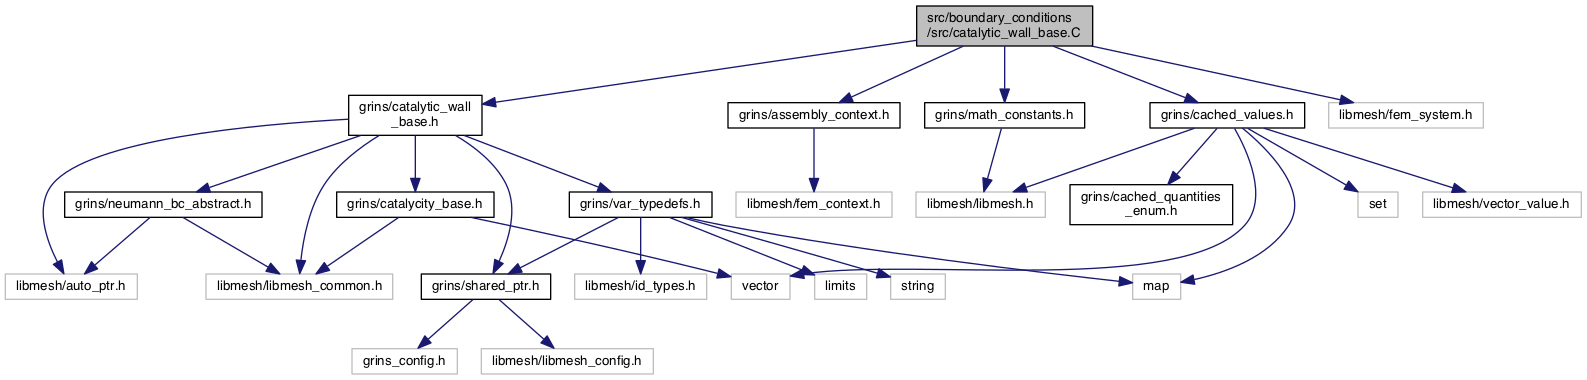 src/boundary_conditions
/src/catalytic_wall_base.C
grins/catalytic_wall
_base.h
grins/assembly_context.h
grins/math_constants.h
grins/cached_values.h
libmesh/fem_system.h
grins/neumann_bc_abstract.h
grins/catalycity_base.h
grins/var_typedefs.h
libmesh/fem_context.h
libmesh/libmesh.h
grins/cached_quantities
_enum.h
set
libmesh/vector_value.h
libmesh/auto_ptr.h
libmesh/libmesh_common.h
grins/shared_ptr.h
libmesh/id_types.h
vector
limits
string
map
grins_config.h
libmesh/libmesh_config.h